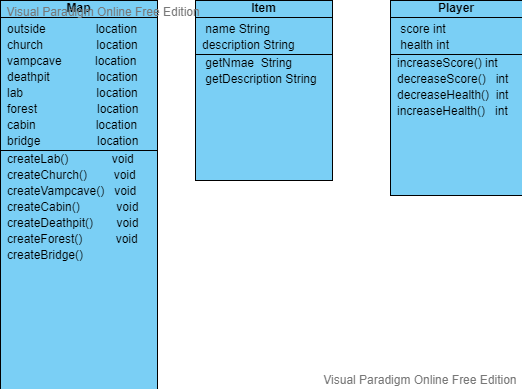 Map
Visual Paradigm Online Free Edition
outside location
church location
vampcave location
deathpit location
lab location
forest location
cabin location
bridge location
createLab() void
createChurch() void
createVampcave() void
createCabin() void
createDeathpit() void
createForest() void
createBridge()
Item
name String
description String
getNmae String
getDescription String
Player
score int
health int
increaseScore() int
decreaseScore() int
decreaseHealth() int
increaseHealth() int
Visual Paradigm Online Free Edition